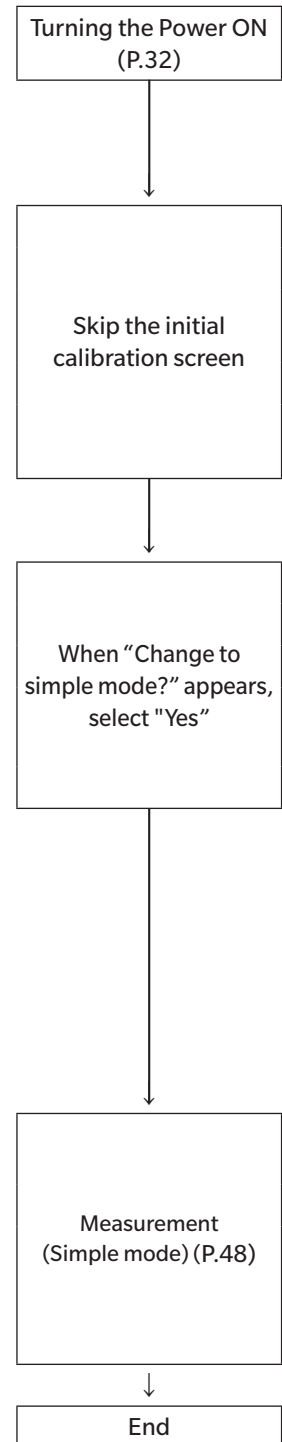 Turning the Power ON
(P.32)
Skip the initial
calibration screen
When “Change to
simple mode?” appears,
select "Yes”
Measurement
(Simple mode) (P.48)
End